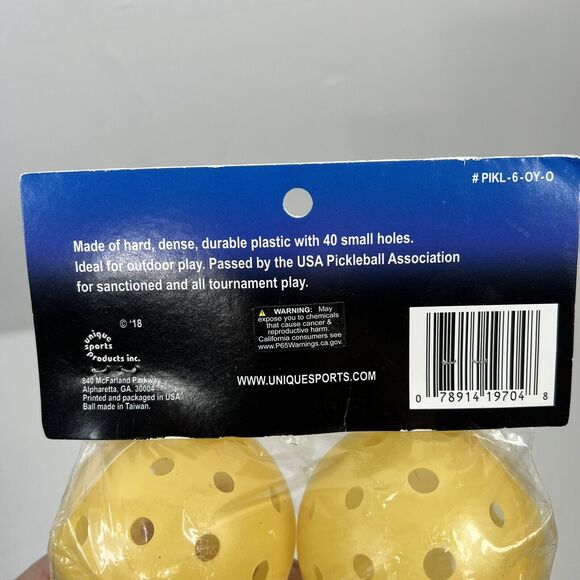 # PIKL-6-OY-O
Made of hard, dense, durable plastic with 40 small holes.
Ideal for outdoor play. Passed by the USA Pickleball Association
for sanctioned and all tournament play.
© '18
unique
sports
products inc.
840 McFarland Parkway
Alpharetta, GA. 30004
Printed and packaged in USA
Ball made in Taiwan.
WARNING: May
expose you to chemicals
that cause cancer &
reproductive harm.
California consumers see
www.P65Warnings.ca.gov.
WWW.UNIQUESPORTS.COM
0 78914 19704 8